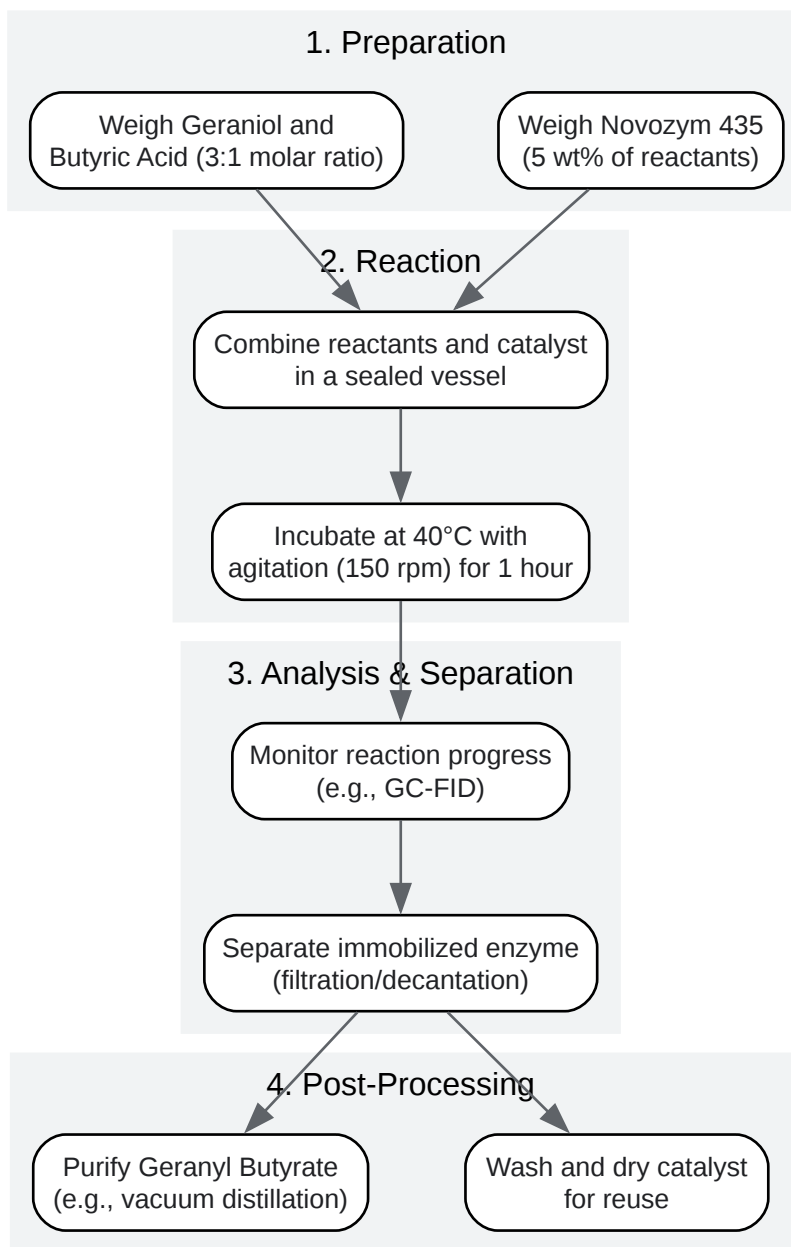 1. Preparation
Weigh Geraniol and
Butyric Acid (3:1 molar ratio)
Weigh Novozym 435
(5 wt% of reactants)
2. Reaction
Combine reactants and catalyst
in a sealed vessel
Incubate at 40°C with
agitation (150 rpm) for 1 hour
3. Analysis & Separation
Monitor reaction progress
(e.g., GC-FID)
Separate immobilized enzyme
(filtration/decantation)
4. Post-Processing
Purify Geranyl Butyrate
(e.g., vacuum distillation)
Wash and dry catalyst
for reuse